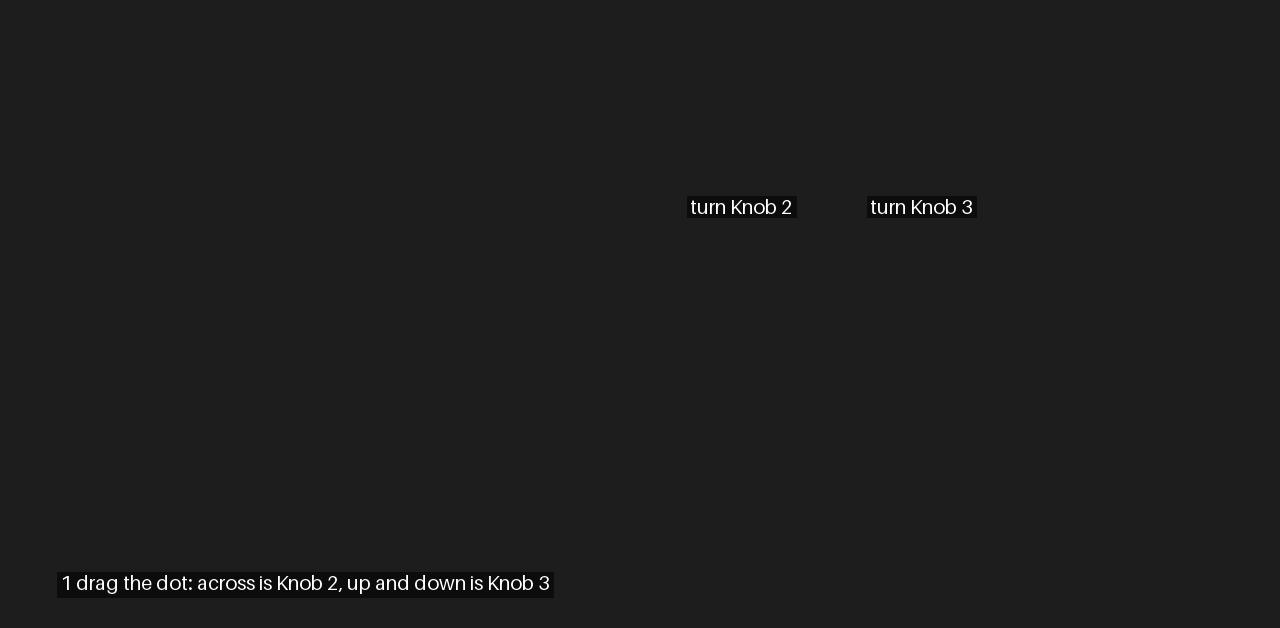 turn Knob 2
turn Knob 3
1 drag the dot: across is Knob 2, up and down is Knob 3